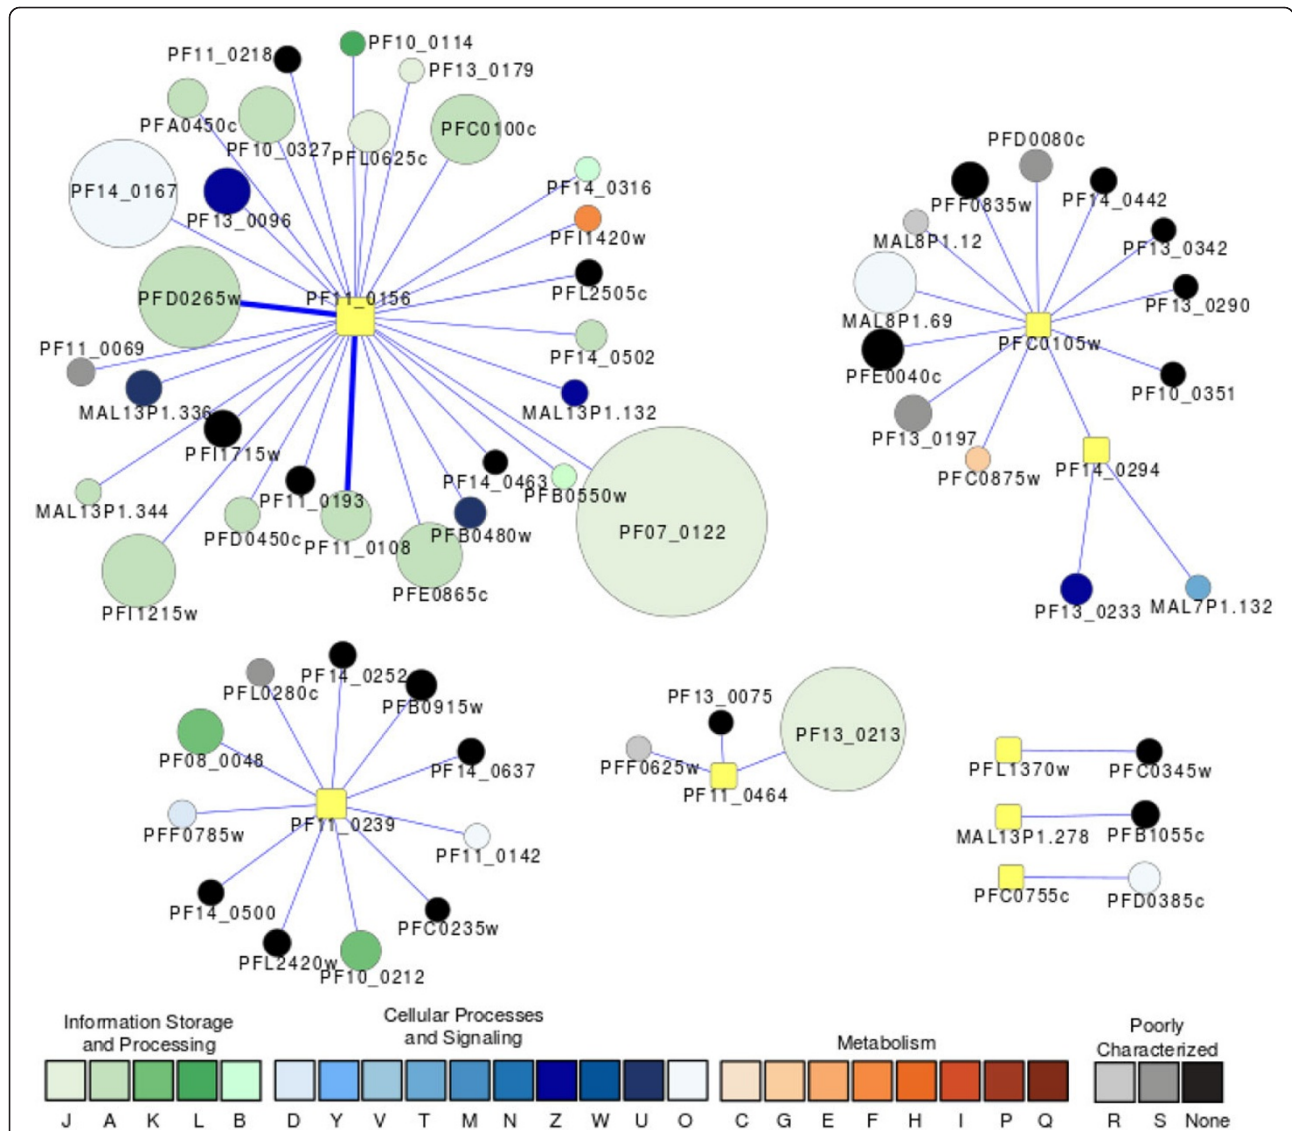 PF11_0218
PF10_0114
PF13_0179
PFA0450c
PF10_0327
PFL0625c
PFC0100c
PF14_0167
PF13_0096
PF14_0316
PFI1420w
PFD0265w
PF11_0156
PFL2505c
PF11_0069
PF14_0502
MAL13P1.336
MAL13P1.132
PFI1715w
MAL13P1.344
PF11_0193
PF14_0463
PFB0550w
PFD0450c
PF11_0108
PFB0480w
PF07_0122
PFE0865c
PFI1215w
PFD0080c
PFF0835w
PF14_0442
MAL8P1.12
PF13_0342
PF13_0290
MAL8P1.69
PFC0105w
PFE0040c
PF10_0351
PF13_0197
PFC0875w
PF14_0294
PF13_0233
MAL7P1.132
PFL0280c
PF14_0252
PFB0915w
PF08_0048
PF14_0637
PFF0785w
PF11_0239
PF11_0142
PF14_0500
PFC0235w
PFL2420w
PF10_0212
PF13_0075
PF13_0213
PFF0625w
PF11_0464
PFL1370w
PFC0345w
MAL13P1.278
PFB1055c
PFC0755c
PFD0385c
Information Storage
and Processing
Cellular Processes
and Signaling
Metabolism
Poorly
Characterized
J A K L B D Y V T M N Z W U O C G E F H I P Q R S None